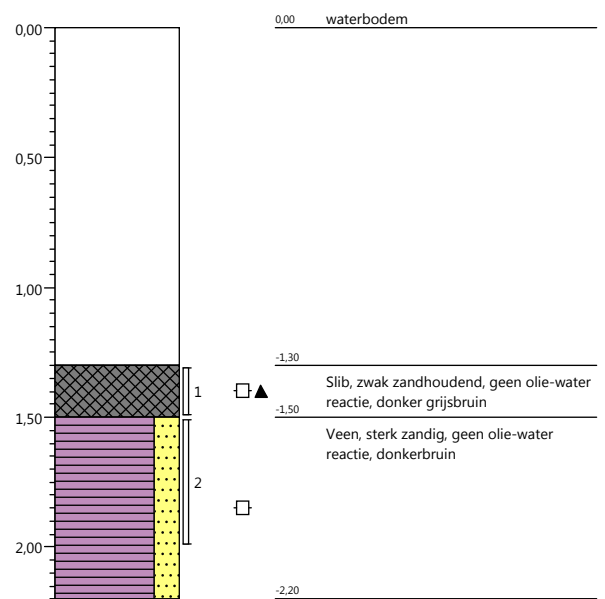 0,00 waterbodem
0,00
0,50
1,00
-1,30
Slib, zwak zandhoudend, geen olie-water
1
reactie, donker grijsbruin
-1,50
1,50
Veen, sterk zandig, geen olie-water
reactie, donkerbruin
2
2,00
-2,20